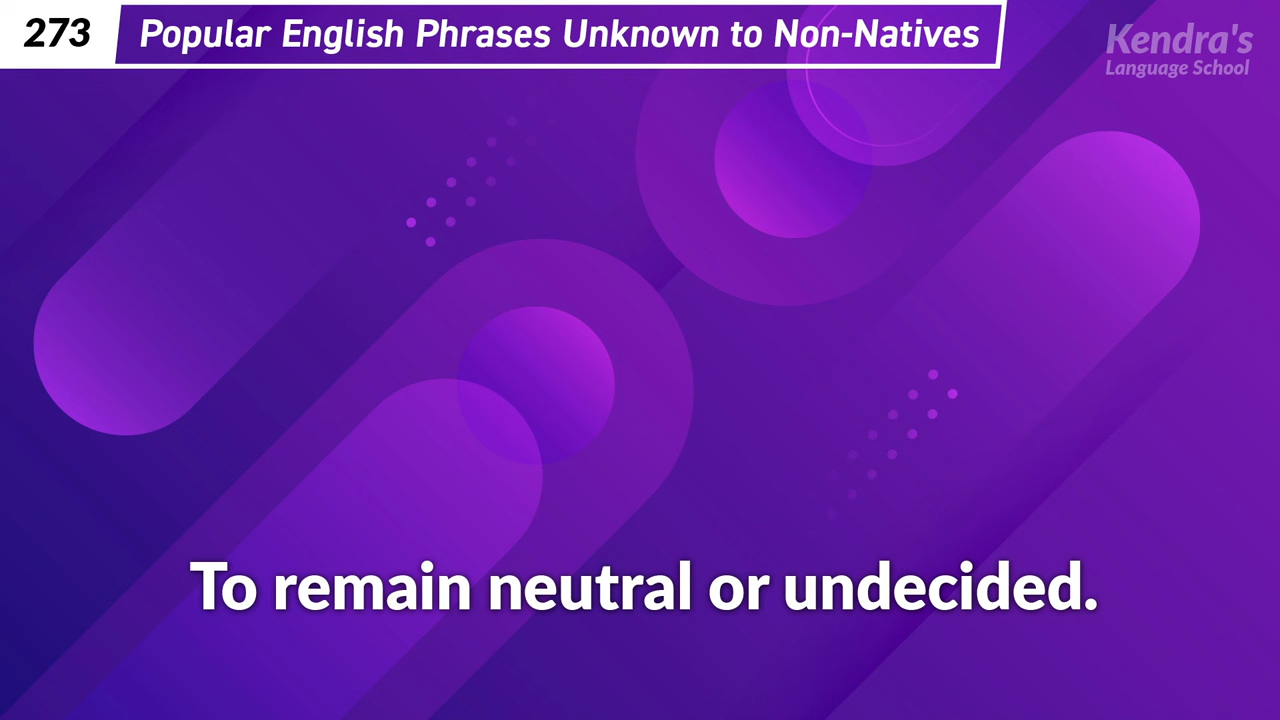 273 Popular English Phrases Unknown to Non-Natives
Kendra's
Language School
To remain neutral or undecided.